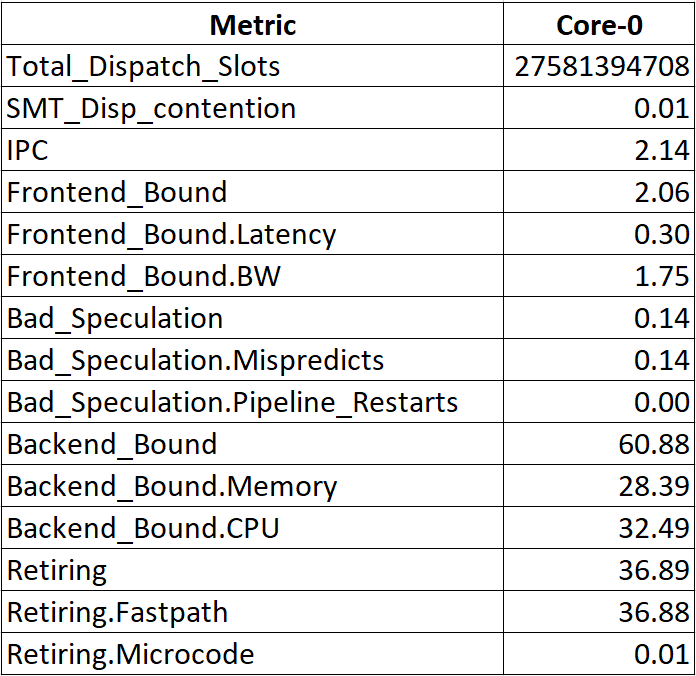 Metric Core-0
Total_Dispatch_Slots 27581394708
SMT_Disp_contention 0.01
IPC 2.14
Frontend_Bound 2.06
Frontend_Bound.Latency 0.30
Frontend_Bound.BW 1.75
Bad_Speculation 0.14
Bad_Speculation.Mispredicts 0.14
Bad_Speculation.Pipeline_Restarts 0.00
Backend_Bound 60.88
Backend_Bound.Memory 28.39
Backend_Bound.CPU 32.49
Retiring 36.89
Retiring.Fastpath 36.88
Retiring.Microcode 0.01